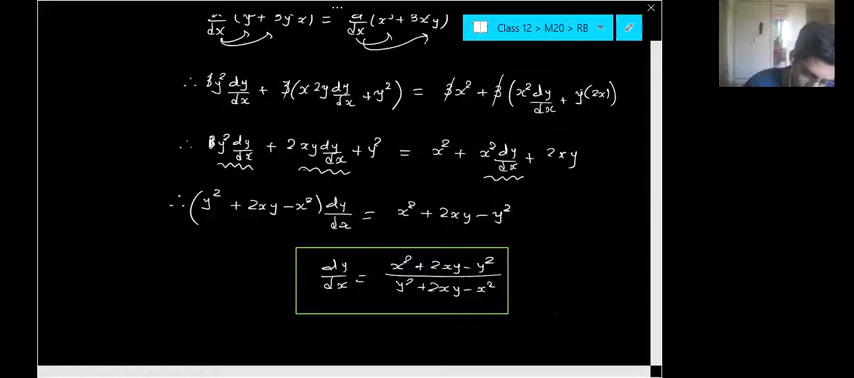 d/dx (y³ + 3y²x) = d/dx (x³ + 3x²y)
Class 12 > M20 > RB
∴ 3y² dy/dx + 3(x 2y dy/dx + y²) = 3x² + 3(x² dy/dx + y(2x))
∴ y² dy/dx + 2xy dy/dx + y² = x² + x² dy/dx + 2xy
∴ (y² + 2xy – x²) dy/dx = x² + 2xy – y²
dy/dx = x² + 2xy – y² / y² + 2xy – x²